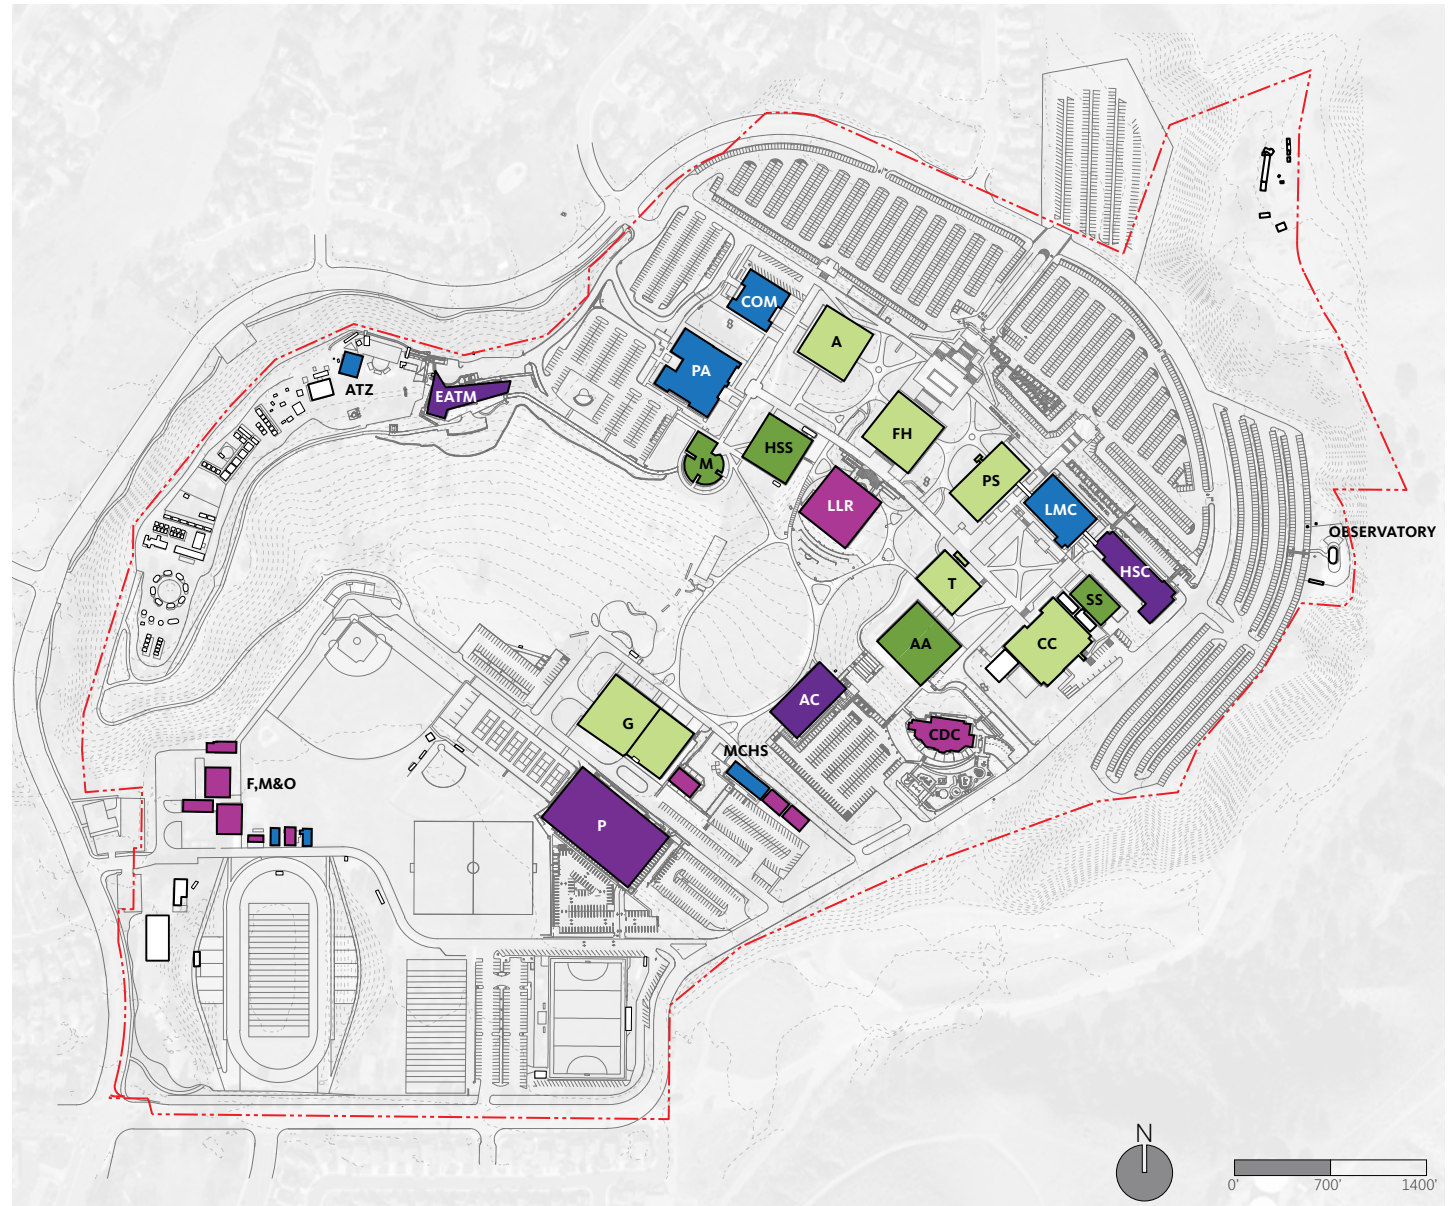 COM
A
PA
ATZ
EATM
FH
HSS
M
PS
LLR
LMC
OBSERVATORY
HSC
T
SS
AA
CC
AC
G
CDC
MCHS
F,M&O
P
N
0' 700' 1400'